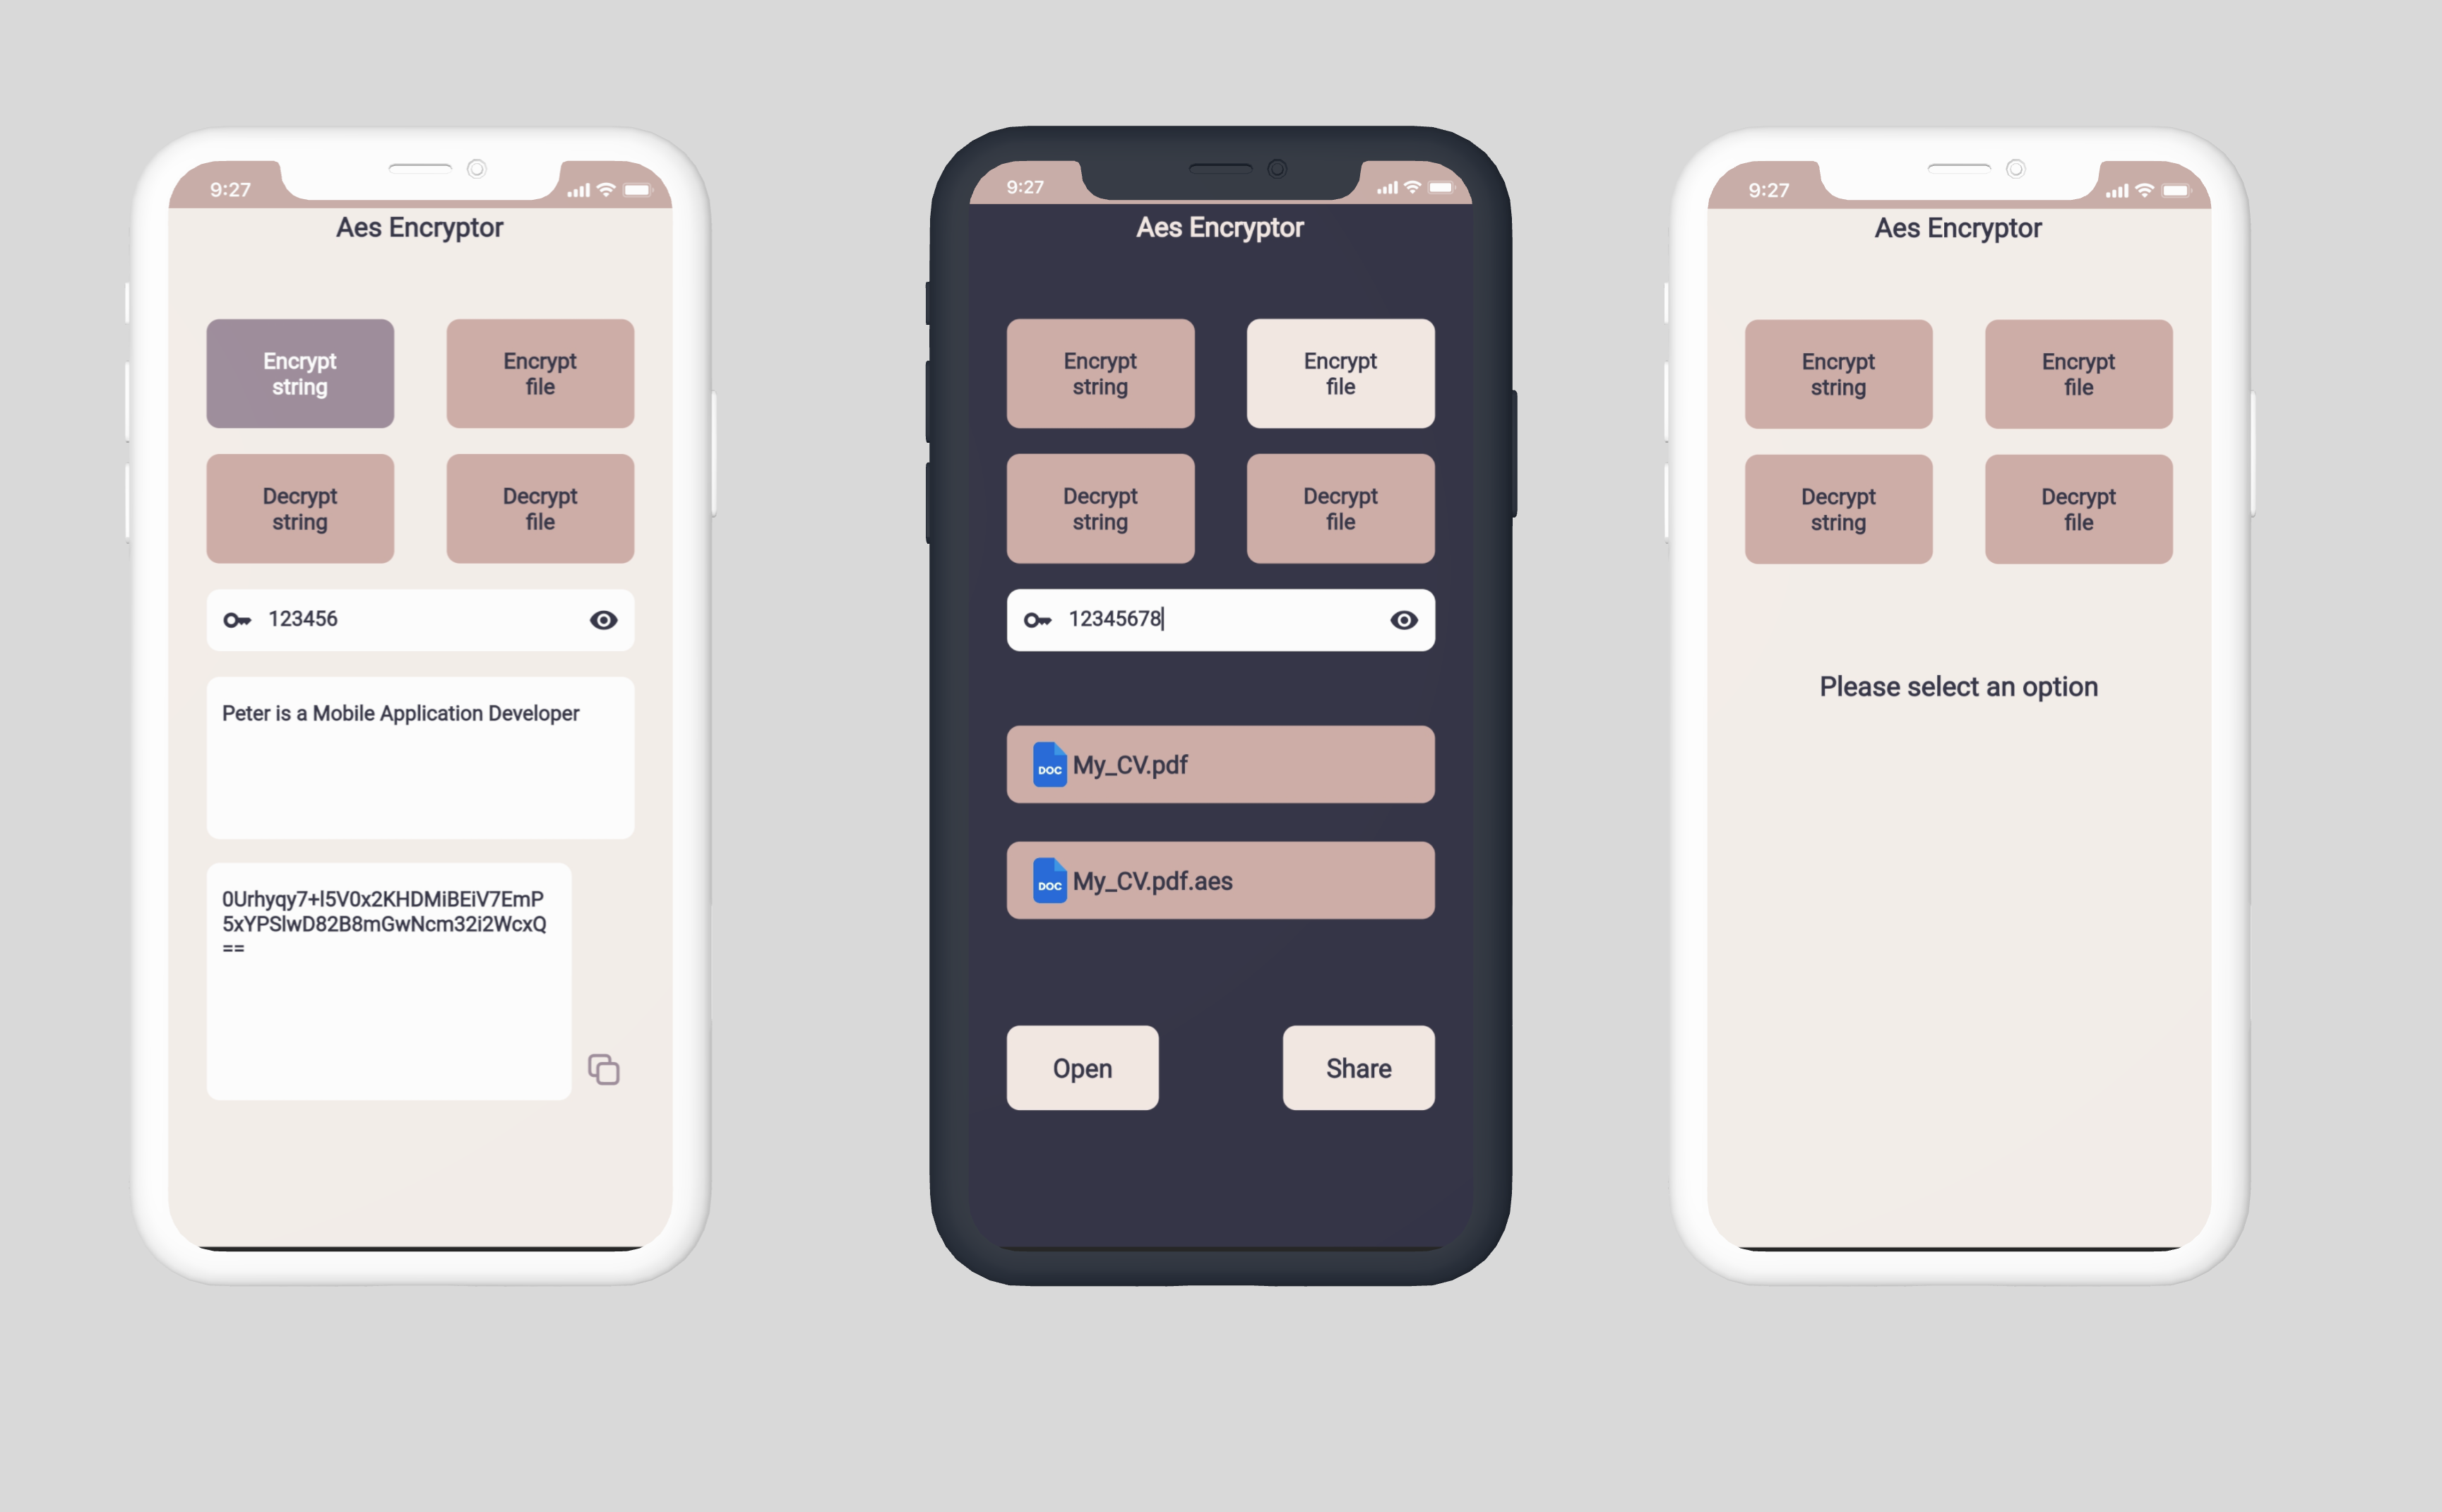 9:27
Aes Encryptor
Encrypt
string
Encrypt
file
Decrypt
string
Decrypt
file
123456
Peter is a Mobile Application Developer
0Urhyqy7+l5V0x2KHDMiBEiV7EmP
5xYPSlwD82B8mGwNcm32i2WcxQ
==
9:27
Aes Encryptor
Encrypt
string
Encrypt
file
Decrypt
string
Decrypt
file
12345678
DOC My_CV.pdf
DOC My_CV.pdf.aes
Open
Share
9:27
Aes Encryptor
Encrypt
string
Encrypt
file
Decrypt
string
Decrypt
file
Please select an option